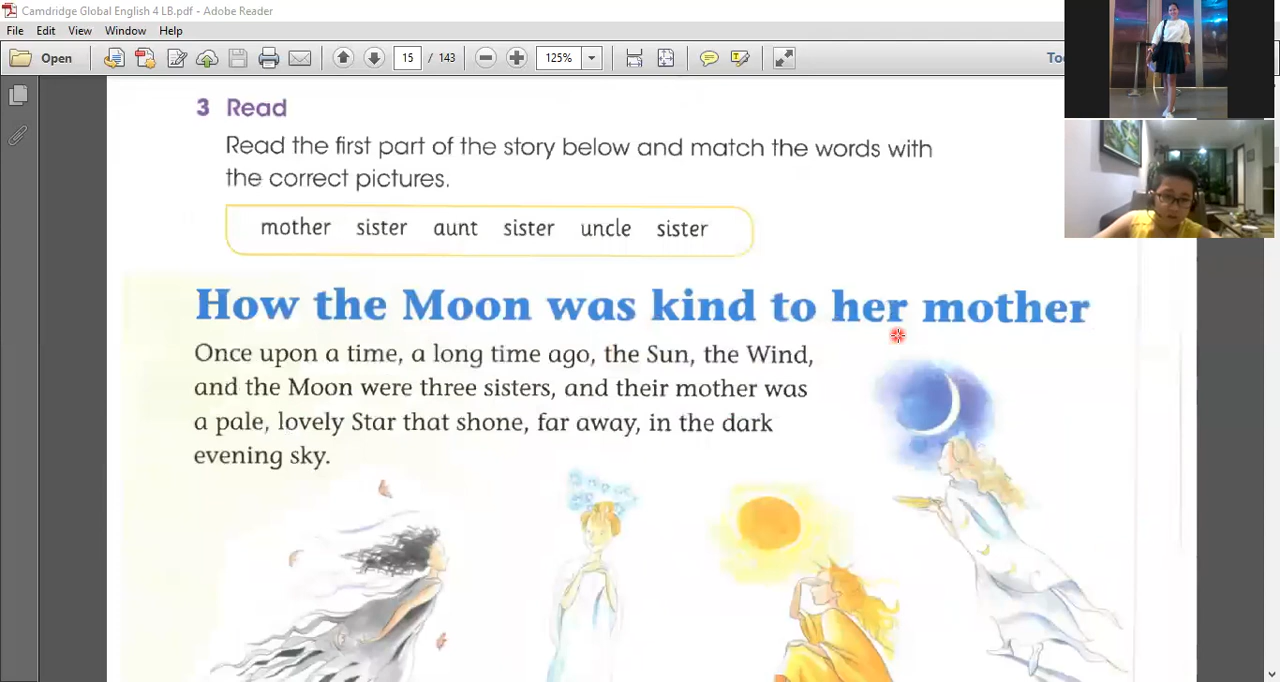 Camdridge Global English 4 LB.pdf - Adobe Reader
File Edit View Window Help
Open 15 / 143 125%
3 Read
Read the first part of the story below and match the words with
the correct pictures.
mother sister aunt sister uncle sister
How the Moon was kind to her mother
Once upon a time, a long time ago, the Sun, the Wind,
and the Moon were three sisters, and their mother was
a pale, lovely Star that shone, far away, in the dark
evening sky.